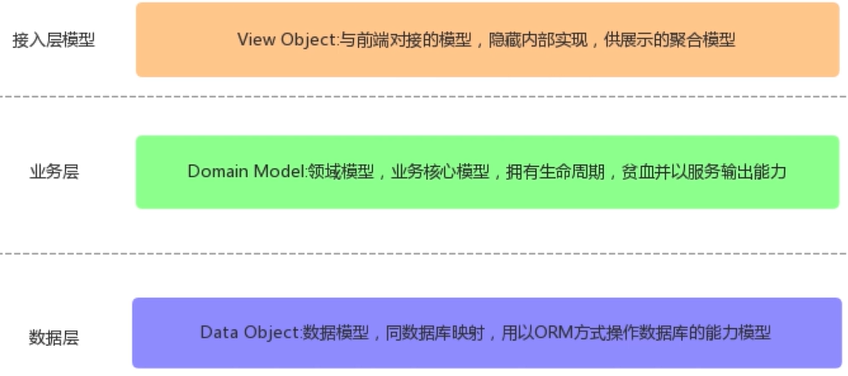 接入层模型
View Object:与前端对接的模型，隐藏内部实现，供展示的聚合模型
业务层
Domain Model:领域模型，业务核心模型，拥有生命周期，贫血并以服务输出能力
数据层
Data Object:数据模型，同数据库映射，用以ORM方式操作数据库的能力模型